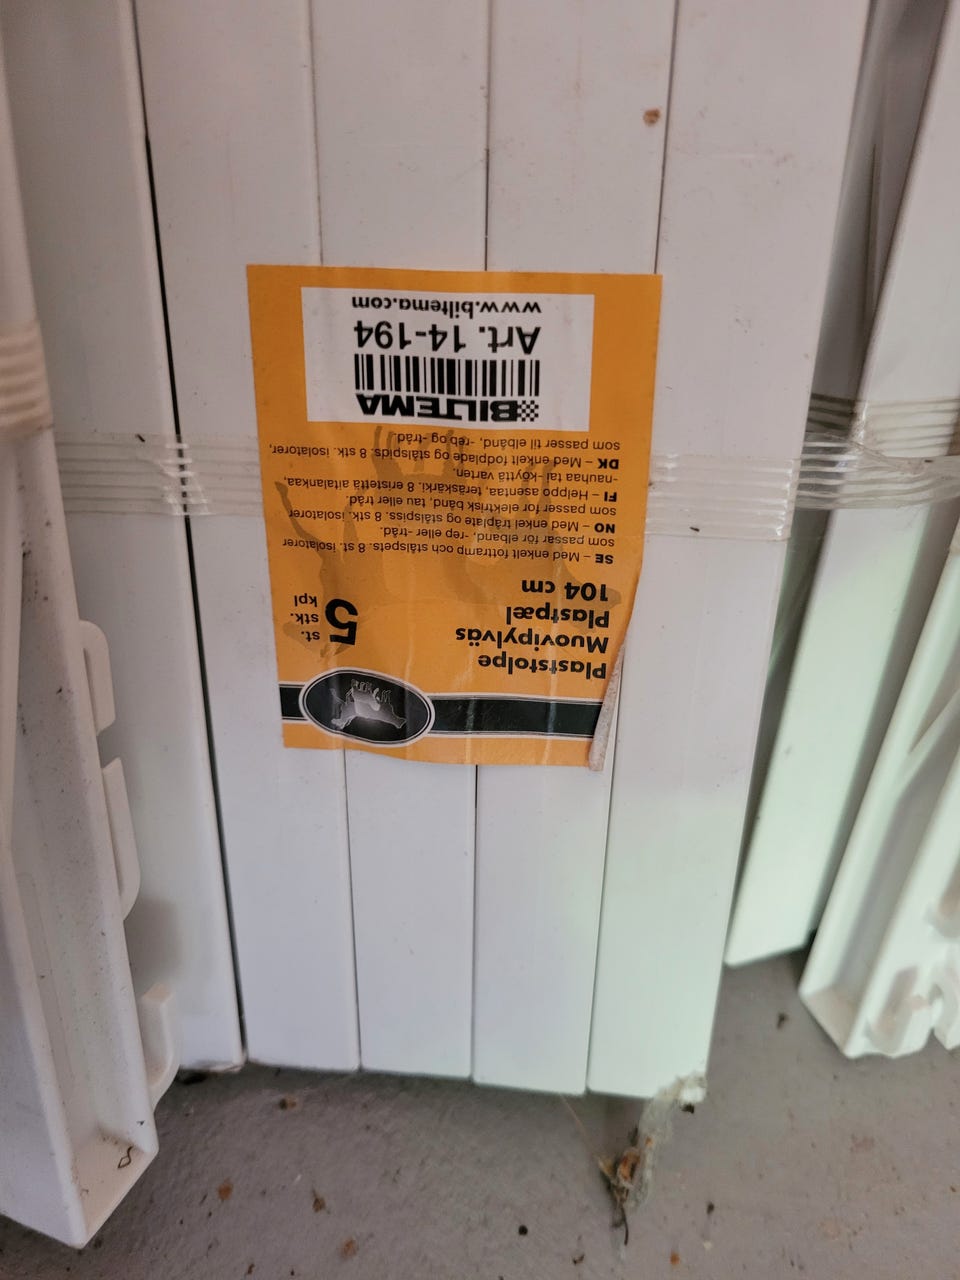 Plaststolpe
Muovipylväs
Plastpæl
104 cm
5
st.
stk.
kpl
SE – Med enkelt fottramp och stålspets. 8 st. isolatorer
som passar för elband, -rep eller -tråd.
NO – Med enkel tråplate og stålspiss. 8 stk. isolatorer
som passer for elektrisk bånd, tau eller tråd.
FI – Helppo asentaa, teräskärki. 8 eristettä aitalankaa,
-nauhaa tai -köyttä varten.
DK – Med enkelt fodplade og stålspids. 8 stk. isolatorer,
som passer til elbånd, -reb og -tråd.
BILTEMA
Art. 14-194
www.biltema.com